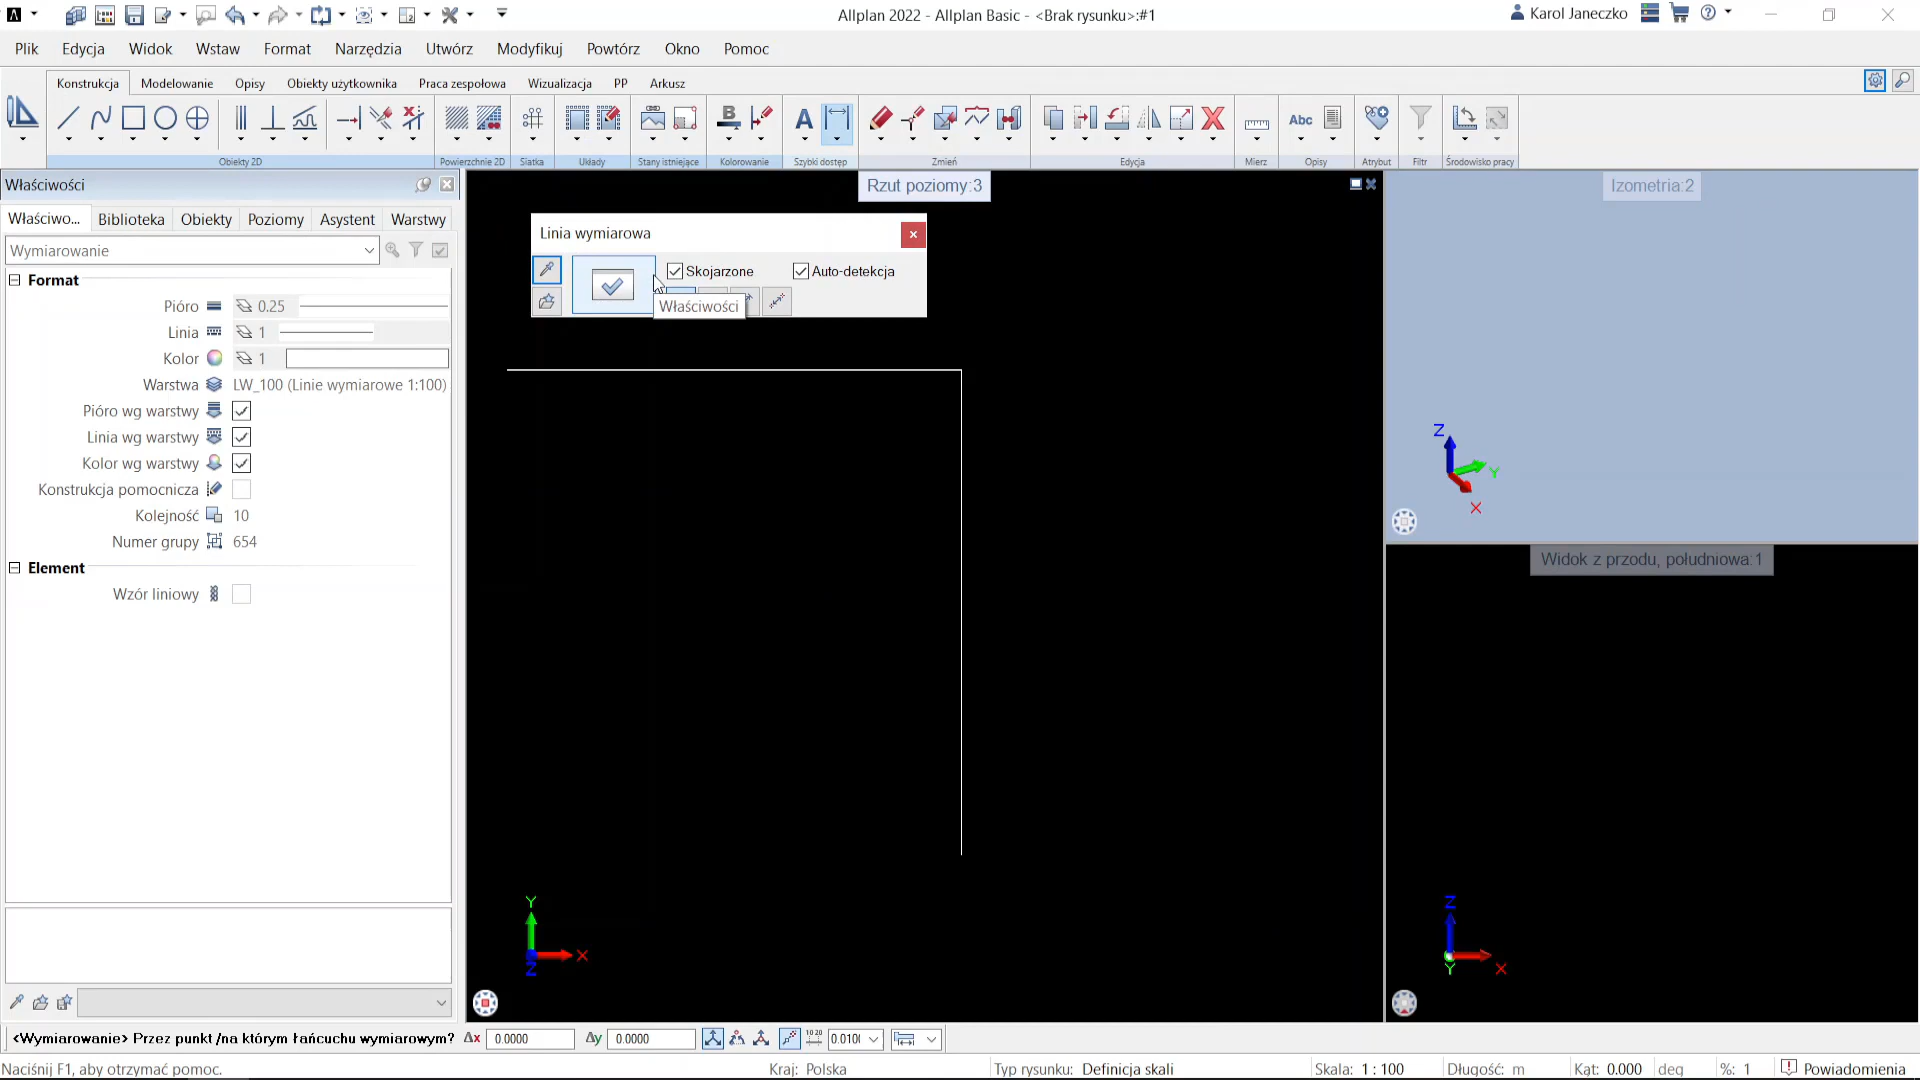 Allplan 2022 - Allplan Basic - <Brak rysunku>:#1
Karol Janeczko
Plik Edycja Widok Wstaw Format Narzędzia Utwórz Modyfikuj Powtórz Okno Pomoc
Konstrukcja Modelowanie Opisy Obiekty użytkownika Praca zespołowa Wizualizacja PP Arkusz
Abc
Obiekty 2D Powierzchnie 2D Siatka Układy Stany istniejące Kolorowanie Szybki dostęp Zmień Edycja Mierz Opisy Atrybut Filtr Środowisko pracy
Właściwości
Właściwo... Biblioteka Obiekty Poziomy Asystent Warstwy
Wymiarowanie
Format
Pióro 0.25
Linia 1
Kolor 1
Warstwa LW_100 (Linie wymiarowe 1:100)
Pióro wg warstwy
Linia wg warstwy
Kolor wg warstwy
Konstrukcja pomocnicza
Kolejność 10
Numer grupy 654
Element
Wzór liniowy
Rzut poziomy:3
Linia wymiarowa
Skojarzone Auto-detekcja
Właściwości
Y
X
Z
Izometria:2
Z
Y
X
Widok z przodu, południowa:1
Z
Y
X
<Wymiarowanie> Przez punkt /na którym łańcuchu wymiarowym? Δx 0.0000 Δy 0.0000 10 20 0.010(
Naciśnij F1, aby otrzymać pomoc. Kraj: Polska Typ rysunku: Definicja skali Skala: 1 : 100 Długość: m Kąt: 0.000 deg %: 1 Powiadomienia